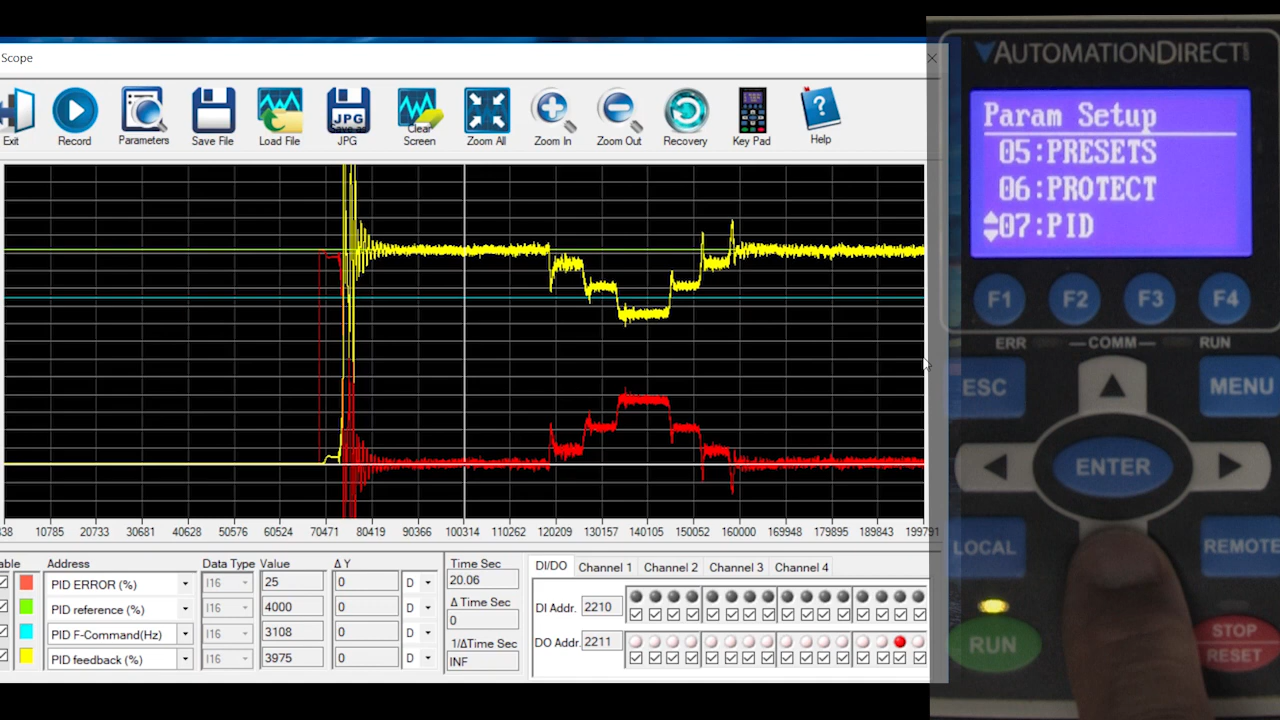 Scope
Exit
Record
Parameters
Save File
Load File
JPG
Save as
JPG
Clear
Screen
Zoom All
Zoom In
Zoom Out
Recovery
Key Pad
Help
10785 20733 30681 40628 50576 60524 70471 80419 90366 100314 110262 120209 130157 140105 150052 160000 169948 179895 189843 199791
Address Data Type Value Δ Y
PID ERROR (%) I16 25 0 D
PID reference (%) I16 4000 0 D
PID F-Command(Hz) I16 3108 0 D
PID feedback (%) I16 3975 0 D
Time Sec
20.06
Δ Time Sec
0
1/ΔTime Sec
INF
DI/DO Channel 1 Channel 2 Channel 3 Channel 4
DI Addr. 2210
DO Addr. 2211
AUTOMATIONDIRECT
Param Setup
05:PRESETS
06:PROTECT
07:PID
F1 F2 F3 F4
ERR COMM RUN
ESC
MENU
ENTER
LOCAL
REMOTE
RUN
STOP
RESET